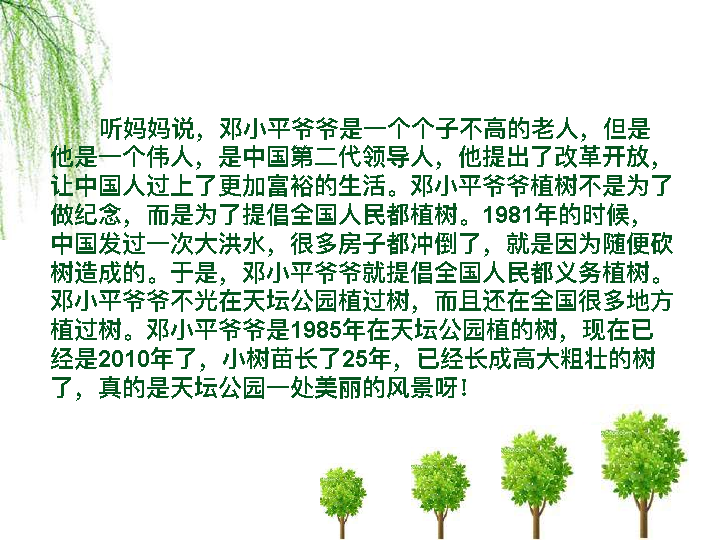 听妈妈说，邓小平爷爷是一个个子不高的老人，但是
他是一个伟人，是中国第二代领导人，他提出了改革开放，
让中国人过上了更加富裕的生活。邓小平爷爷植树不是为了
做纪念，而是为了提倡全国人民都植树。1981年的时候，
中国发过一次大洪水，很多房子都冲倒了，就是因为随便砍
树造成的。于是，邓小平爷爷就提倡全国人民都义务植树。
邓小平爷爷不光在天坛公园植过树，而且还在全国很多地方
植过树。邓小平爷爷是1985年在天坛公园植的树，现在已
经是2010年了，小树苗长了25年，已经长成高大粗壮的树
了，真的是天坛公园一处美丽的风景呀！